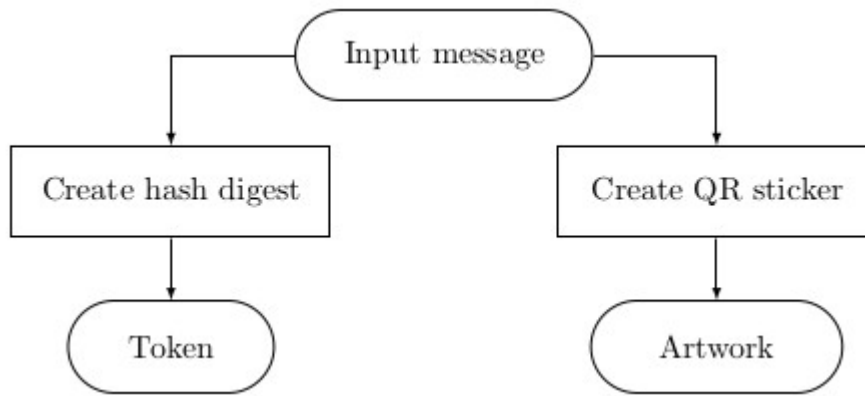 Input message
Create hash digest
Create QR sticker
Token
Artwork